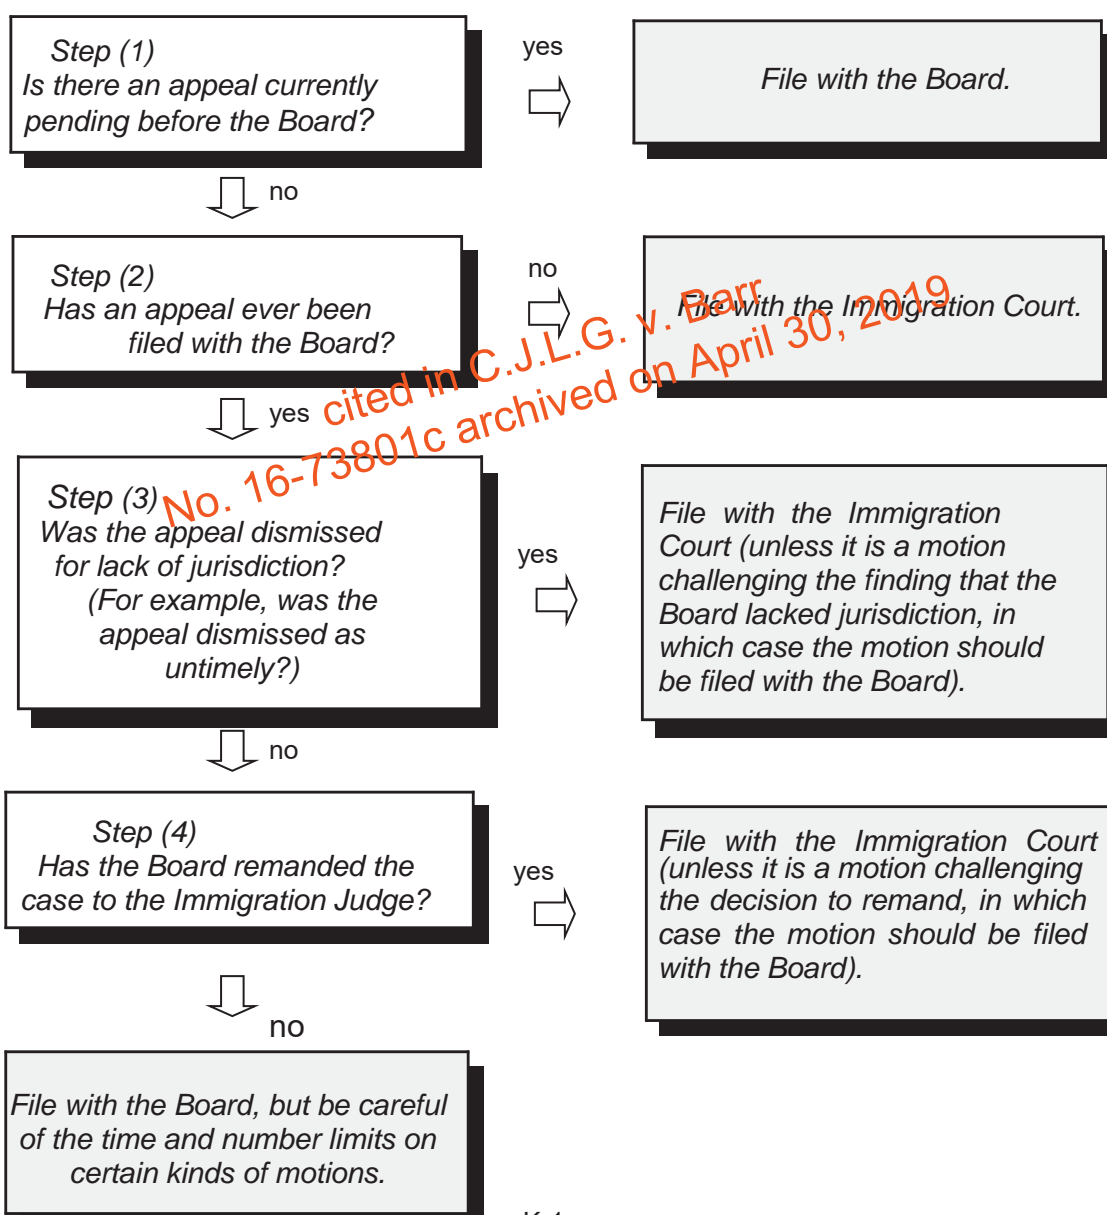 Step (1)
Is there an appeal currently
pending before the Board?
yes
File with the Board.
no
Step (2)
Has an appeal ever been
filed with the Board?
no
File with the Immigration Court.
yes
cited in C.J.L.G. v. Barr
No. 16-73801c archived on April 30, 2019
Step (3)
Was the appeal dismissed
for lack of jurisdiction?
(For example, was the
appeal dismissed as
untimely?)
yes
File with the Immigration
Court (unless it is a motion
challenging the finding that the
Board lacked jurisdiction, in
which case the motion should
be filed with the Board).
no
Step (4)
Has the Board remanded the
case to the Immigration Judge?
yes
File with the Immigration Court
(unless it is a motion challenging
the decision to remand, in which
case the motion should be filed
with the Board).
no
File with the Board, but be careful
of the time and number limits on
certain kinds of motions.